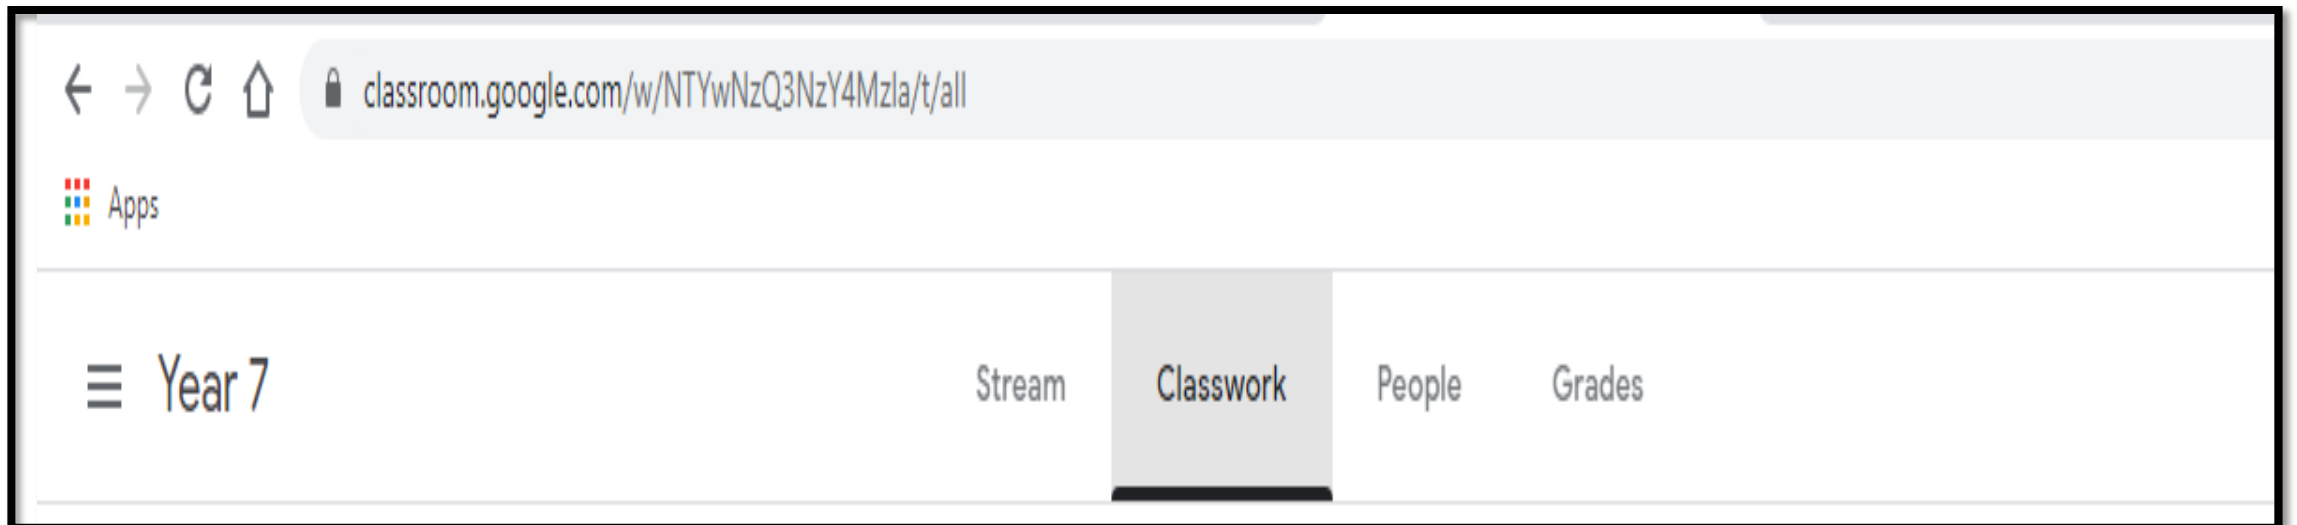 classroom.google.com/w/NTYwNzQ3NzY4Mzla/t/all
Apps
Year 7 Stream Classwork People Grades